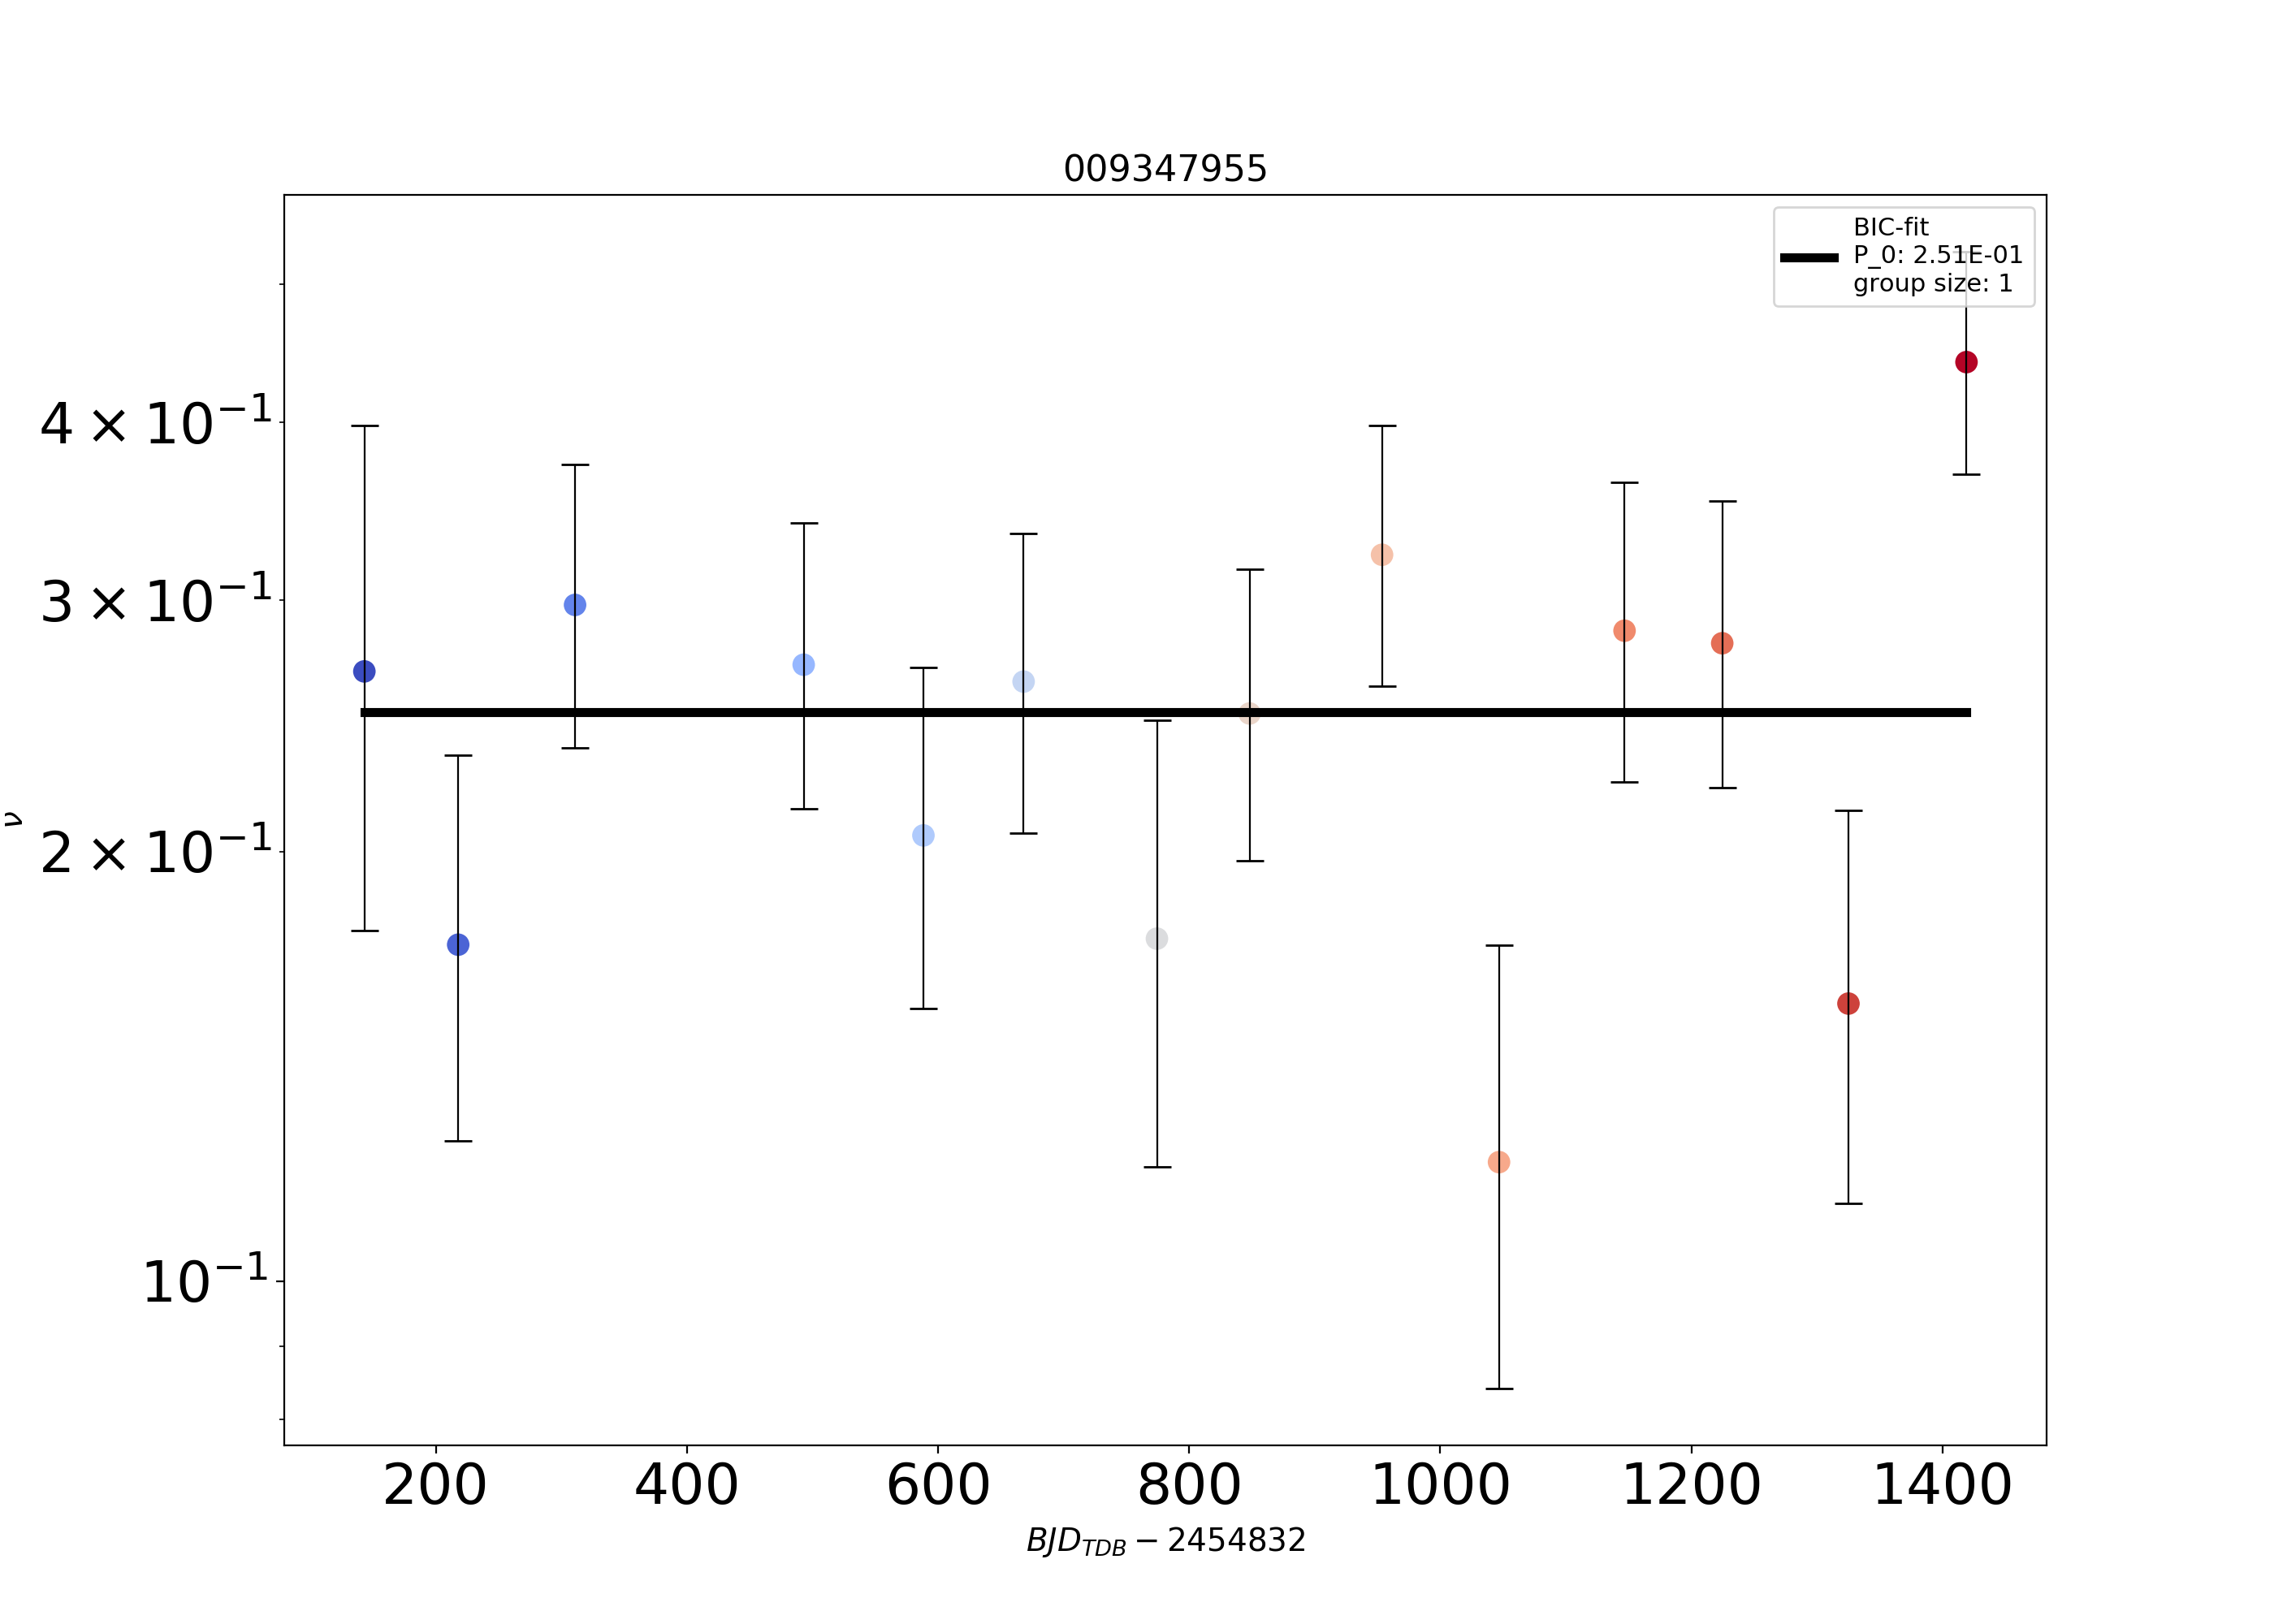 009347955
BIC-fit
P_0: 2.51E-01
group size: 1
4 × 10⁻¹
3 × 10⁻¹
2 × 10⁻¹
10⁻¹
ν
200 400 600 800 1000 1200 1400
BJD_TDB − 2454832